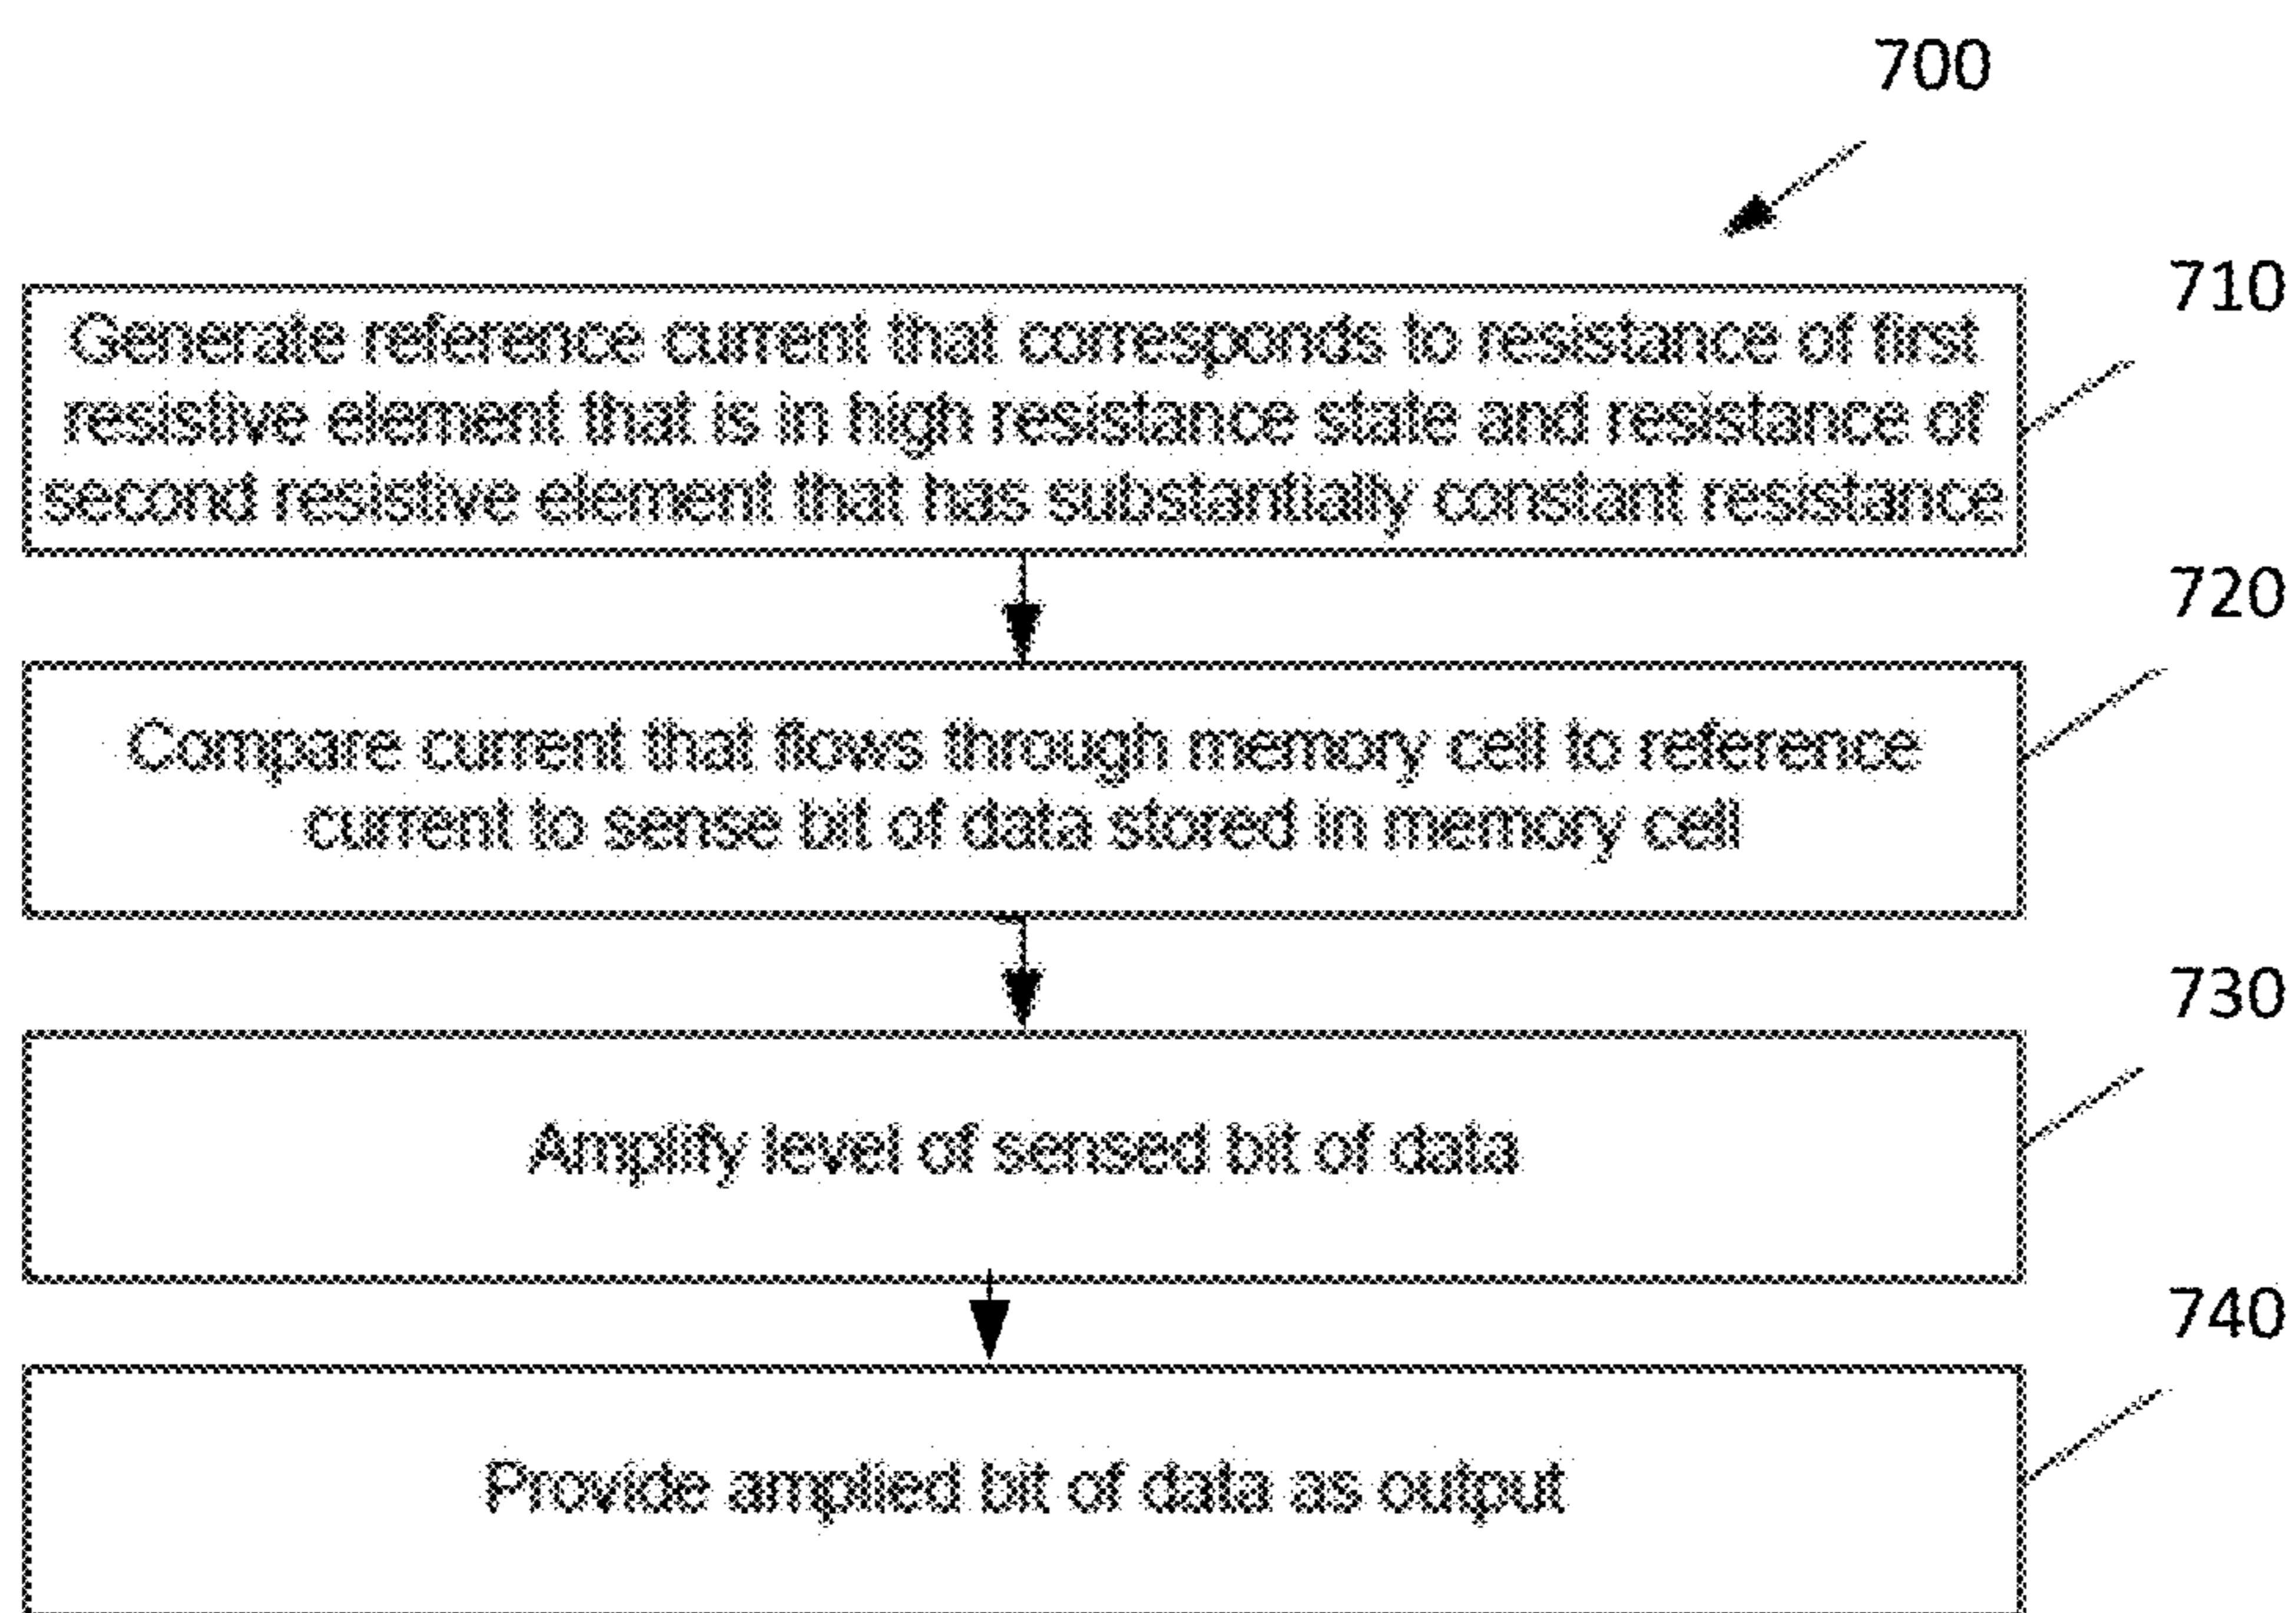 700
710
Generate reference current that corresponds to resistance of first
resistive element that is in high resistance state and resistance of
second resistive element that has substantially constant resistance
720
Compare current that flows through memory cell to reference
current to sense bit of data stored in memory cell
730
Amplify level of sensed bit of data
740
Provide amplied bit of data as output